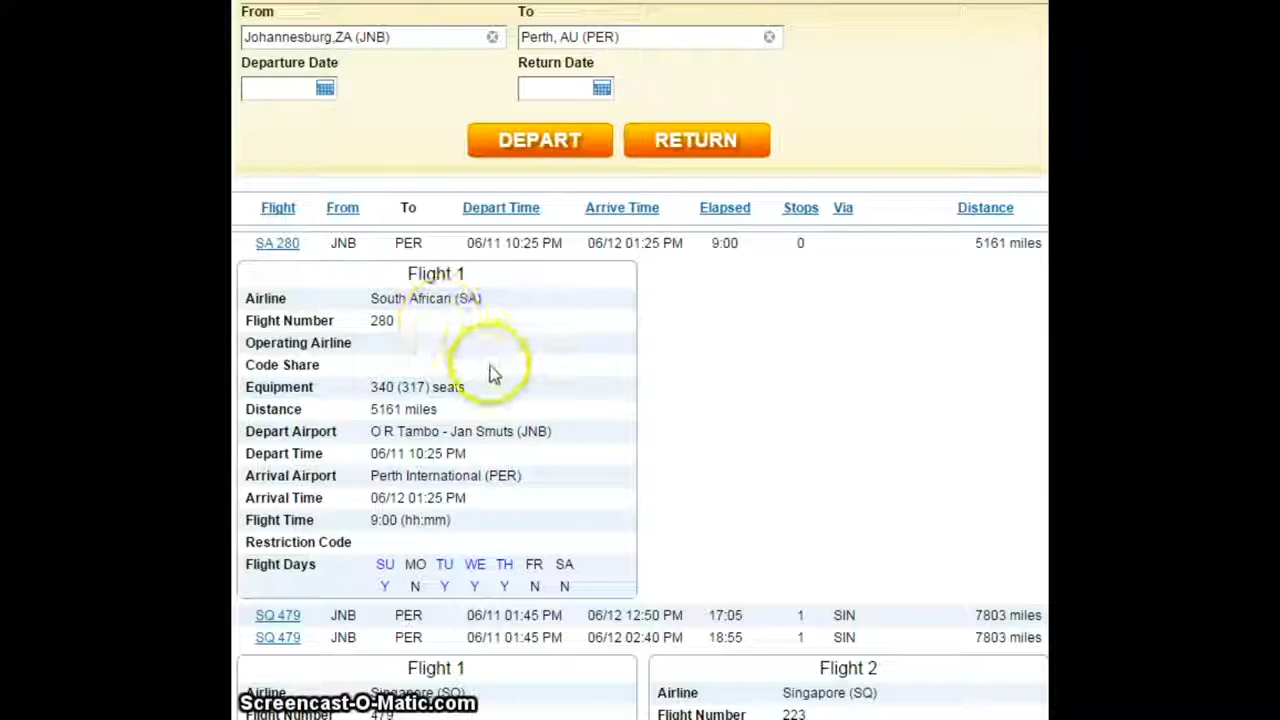 From To
Johannesburg,ZA (JNB) Perth, AU (PER)
Departure Date Return Date
DEPART RETURN
Flight From To Depart Time Arrive Time Elapsed Stops Via Distance
SA 280 JNB PER 06/11 10:25 PM 06/12 01:25 PM 9:00 0 5161 miles
Flight 1
Airline South African (SA)
Flight Number 280
Operating Airline
Code Share
Equipment 340 (317) seats
Distance 5161 miles
Depart Airport O R Tambo - Jan Smuts (JNB)
Depart Time 06/11 10:25 PM
Arrival Airport Perth International (PER)
Arrival Time 06/12 01:25 PM
Flight Time 9:00 (hh:mm)
Restriction Code
Flight Days SU MO TU WE TH FR SA
Y N Y Y Y N N
SQ 479 JNB PER 06/11 01:45 PM 06/12 12:50 PM 17:05 1 SIN 7803 miles
SQ 479 JNB PER 06/11 01:45 PM 06/12 02:40 PM 18:55 1 SIN 7803 miles
Flight 1 Flight 2
Airline Singapore (SQ) Airline Singapore (SQ)
Screencast-O-Matic.com
Flight Number 479 Flight Number 223